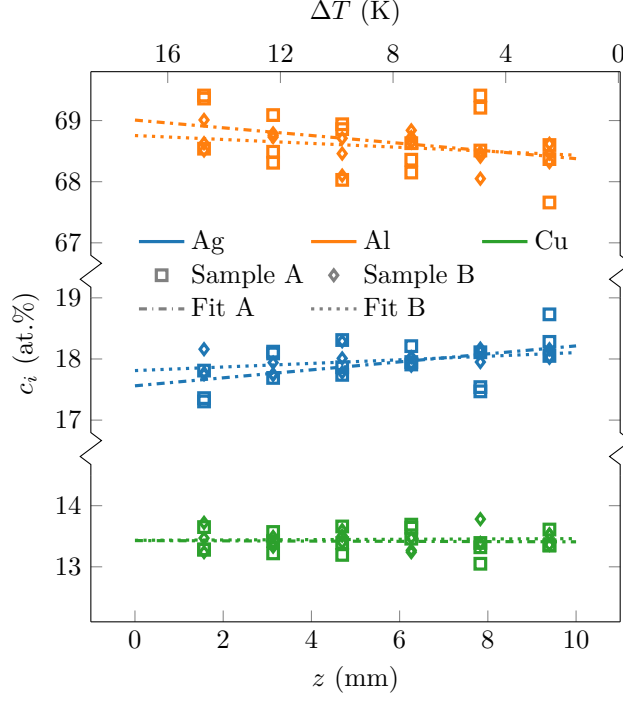 ΔT (K)
16 12 8 4 0
69
68
67
Ag Al Cu
Sample A Sample B
Fit A Fit B
19
18
17
c_i (at.%)
14
13
0 2 4 6 8 10
z (mm)